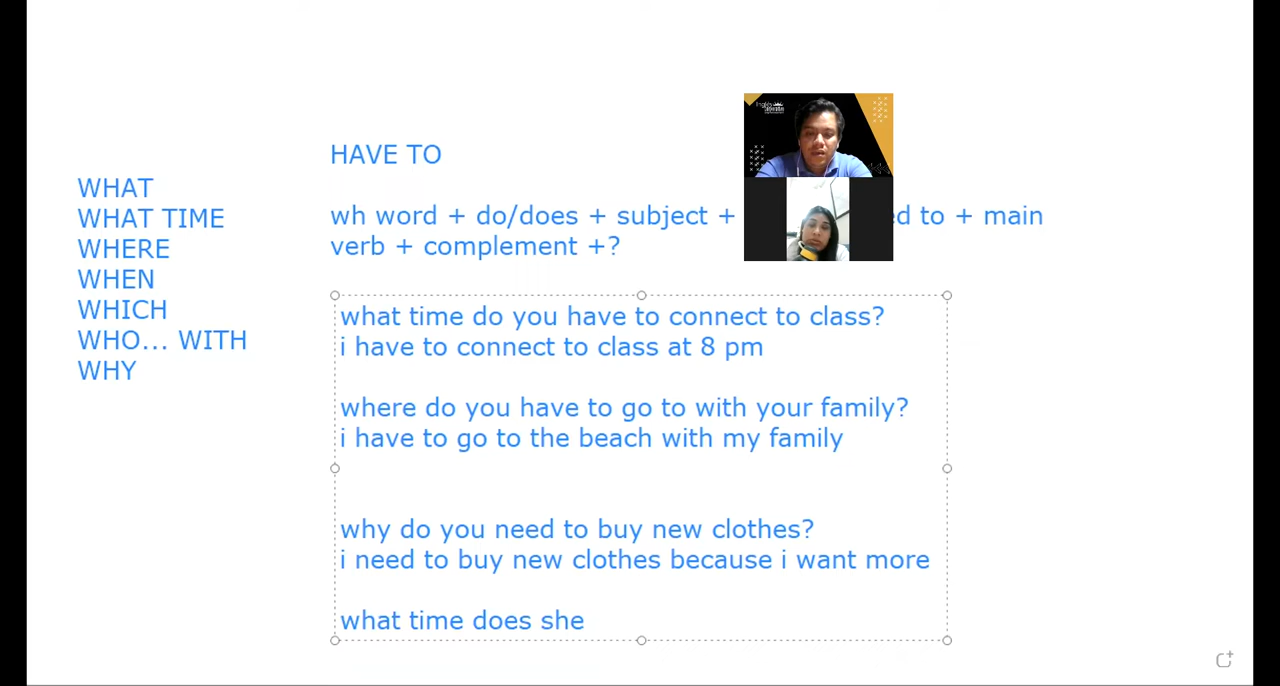 HAVE TO
WHAT
WHAT TIME
WHERE
WHEN
WHICH
WHO... WITH
WHY
wh word + do/does + subject + ed to + main
verb + complement +?
what time do you have to connect to class?
i have to connect to class at 8 pm
where do you have to go to with your family?
i have to go to the beach with my family
why do you need to buy new clothes?
i need to buy new clothes because i want more
what time does she
Inglés